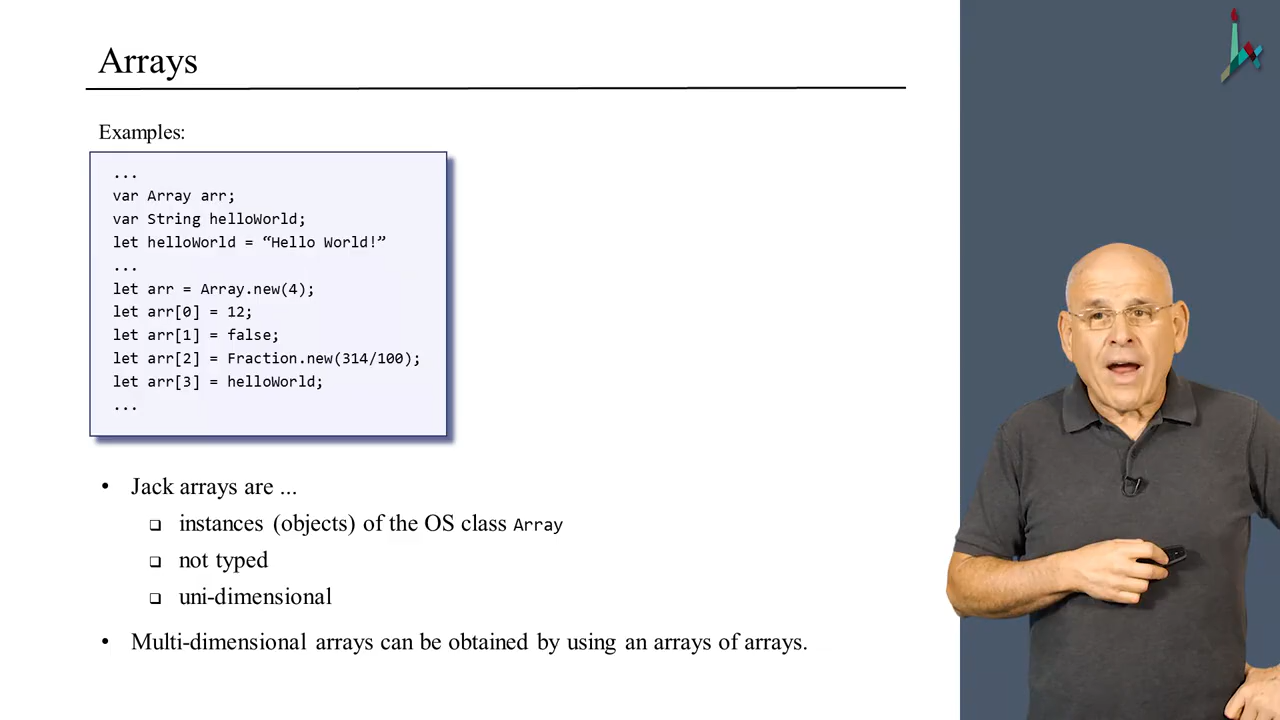 Arrays
Examples:
...
var Array arr;
var String helloWorld;
let helloWorld = “Hello World!”
...
let arr = Array.new(4);
let arr[0] = 12;
let arr[1] = false;
let arr[2] = Fraction.new(314/100);
let arr[3] = helloWorld;
...
• Jack arrays are ...
❑ instances (objects) of the OS class Array
❑ not typed
❑ uni-dimensional
• Multi-dimensional arrays can be obtained by using an arrays of arrays.